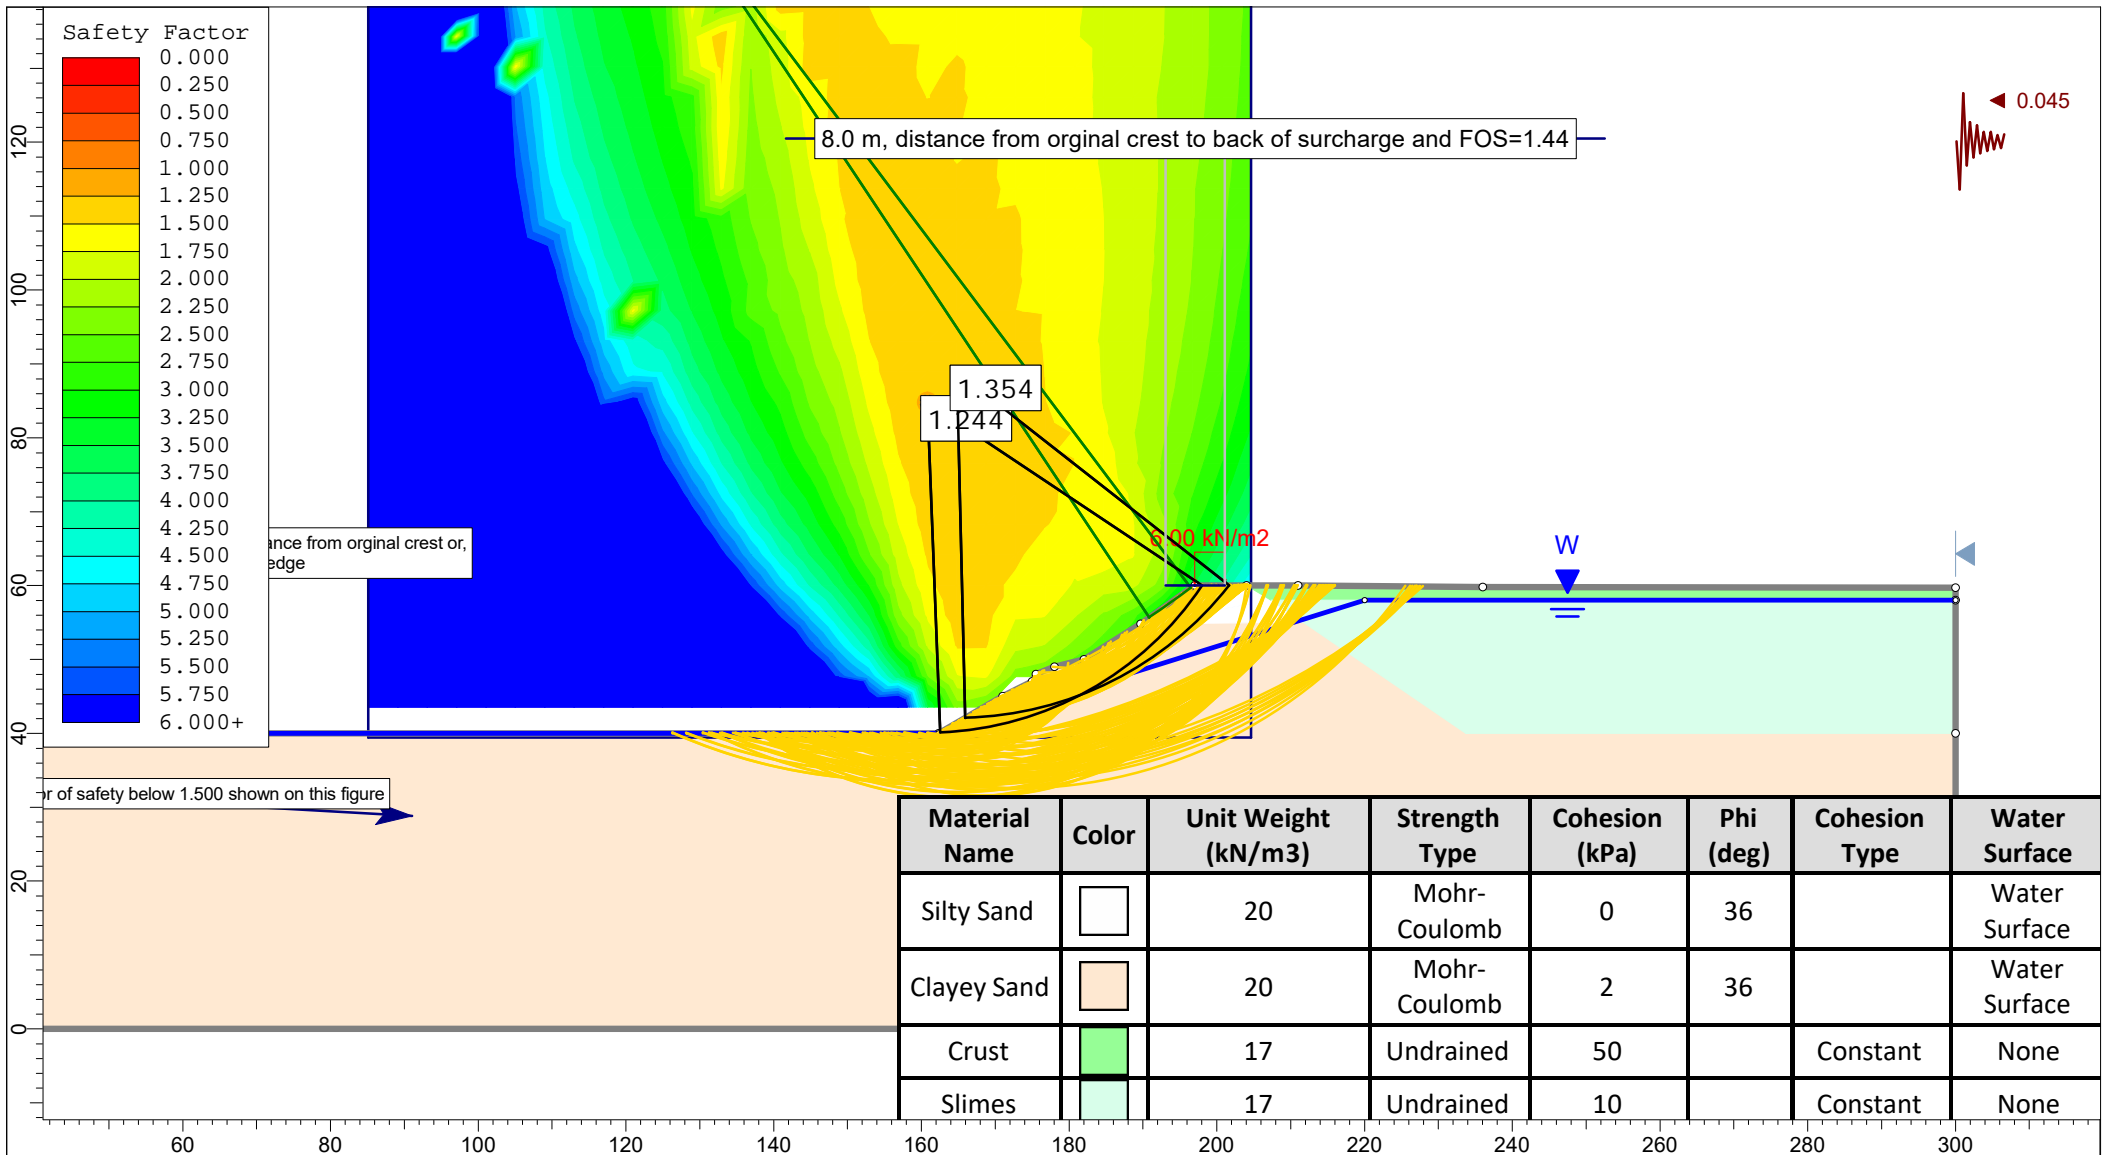 Safety Factor
0.000
0.250
0.500
0.750
1.000
1.250
1.500
1.750
2.000
2.250
2.500
2.750
3.000
3.250
3.500
3.750
4.000
4.250
4.500
4.750
5.000
5.250
5.500
5.750
6.000+
8.0 m, distance from orginal crest to back of surcharge and FOS=1.44
0.045
1.354
1.244
6.00 kN/m2
W
ance from orginal crest or,
edge
or of safety below 1.500 shown on this figure
Material Name Color Unit Weight (kN/m3) Strength Type Cohesion (kPa) Phi (deg) Cohesion Type Water Surface
Silty Sand 20 Mohr-Coulomb 0 36 Water Surface
Clayey Sand 20 Mohr-Coulomb 2 36 Water Surface
Crust 17 Undrained 50 Constant None
Slimes 17 Undrained 10 Constant None
120
100
80
60
40
20
0
60 80 100 120 140 160 180 200 220 240 260 280 300